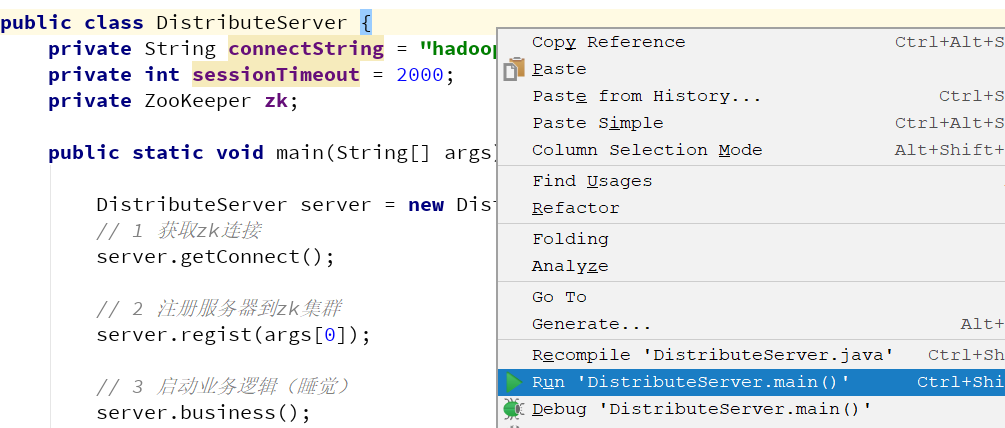 public class DistributeServer {
private String connectString = "hadoop
private int sessionTimeout = 2000;
private ZooKeeper zk;
public static void main(String[] args)
DistributeServer server = new Dist
// 1 获取zk连接
server.getConnect();
// 2 注册服务器到zk集群
server.regist(args[0]);
// 3 启动业务逻辑（睡觉）
server.business();
Copy Reference Ctrl+Alt+S
Paste
Paste from History... Ctrl+S
Paste Simple Ctrl+Alt+S
Column Selection Mode Alt+Shift+
Find Usages
Refactor
Folding
Analyze
Go To
Generate... Alt+
Recompile 'DistributeServer.java' Ctrl+Sh
Run 'DistributeServer.main()' Ctrl+Shi
Debug 'DistributeServer.main()'